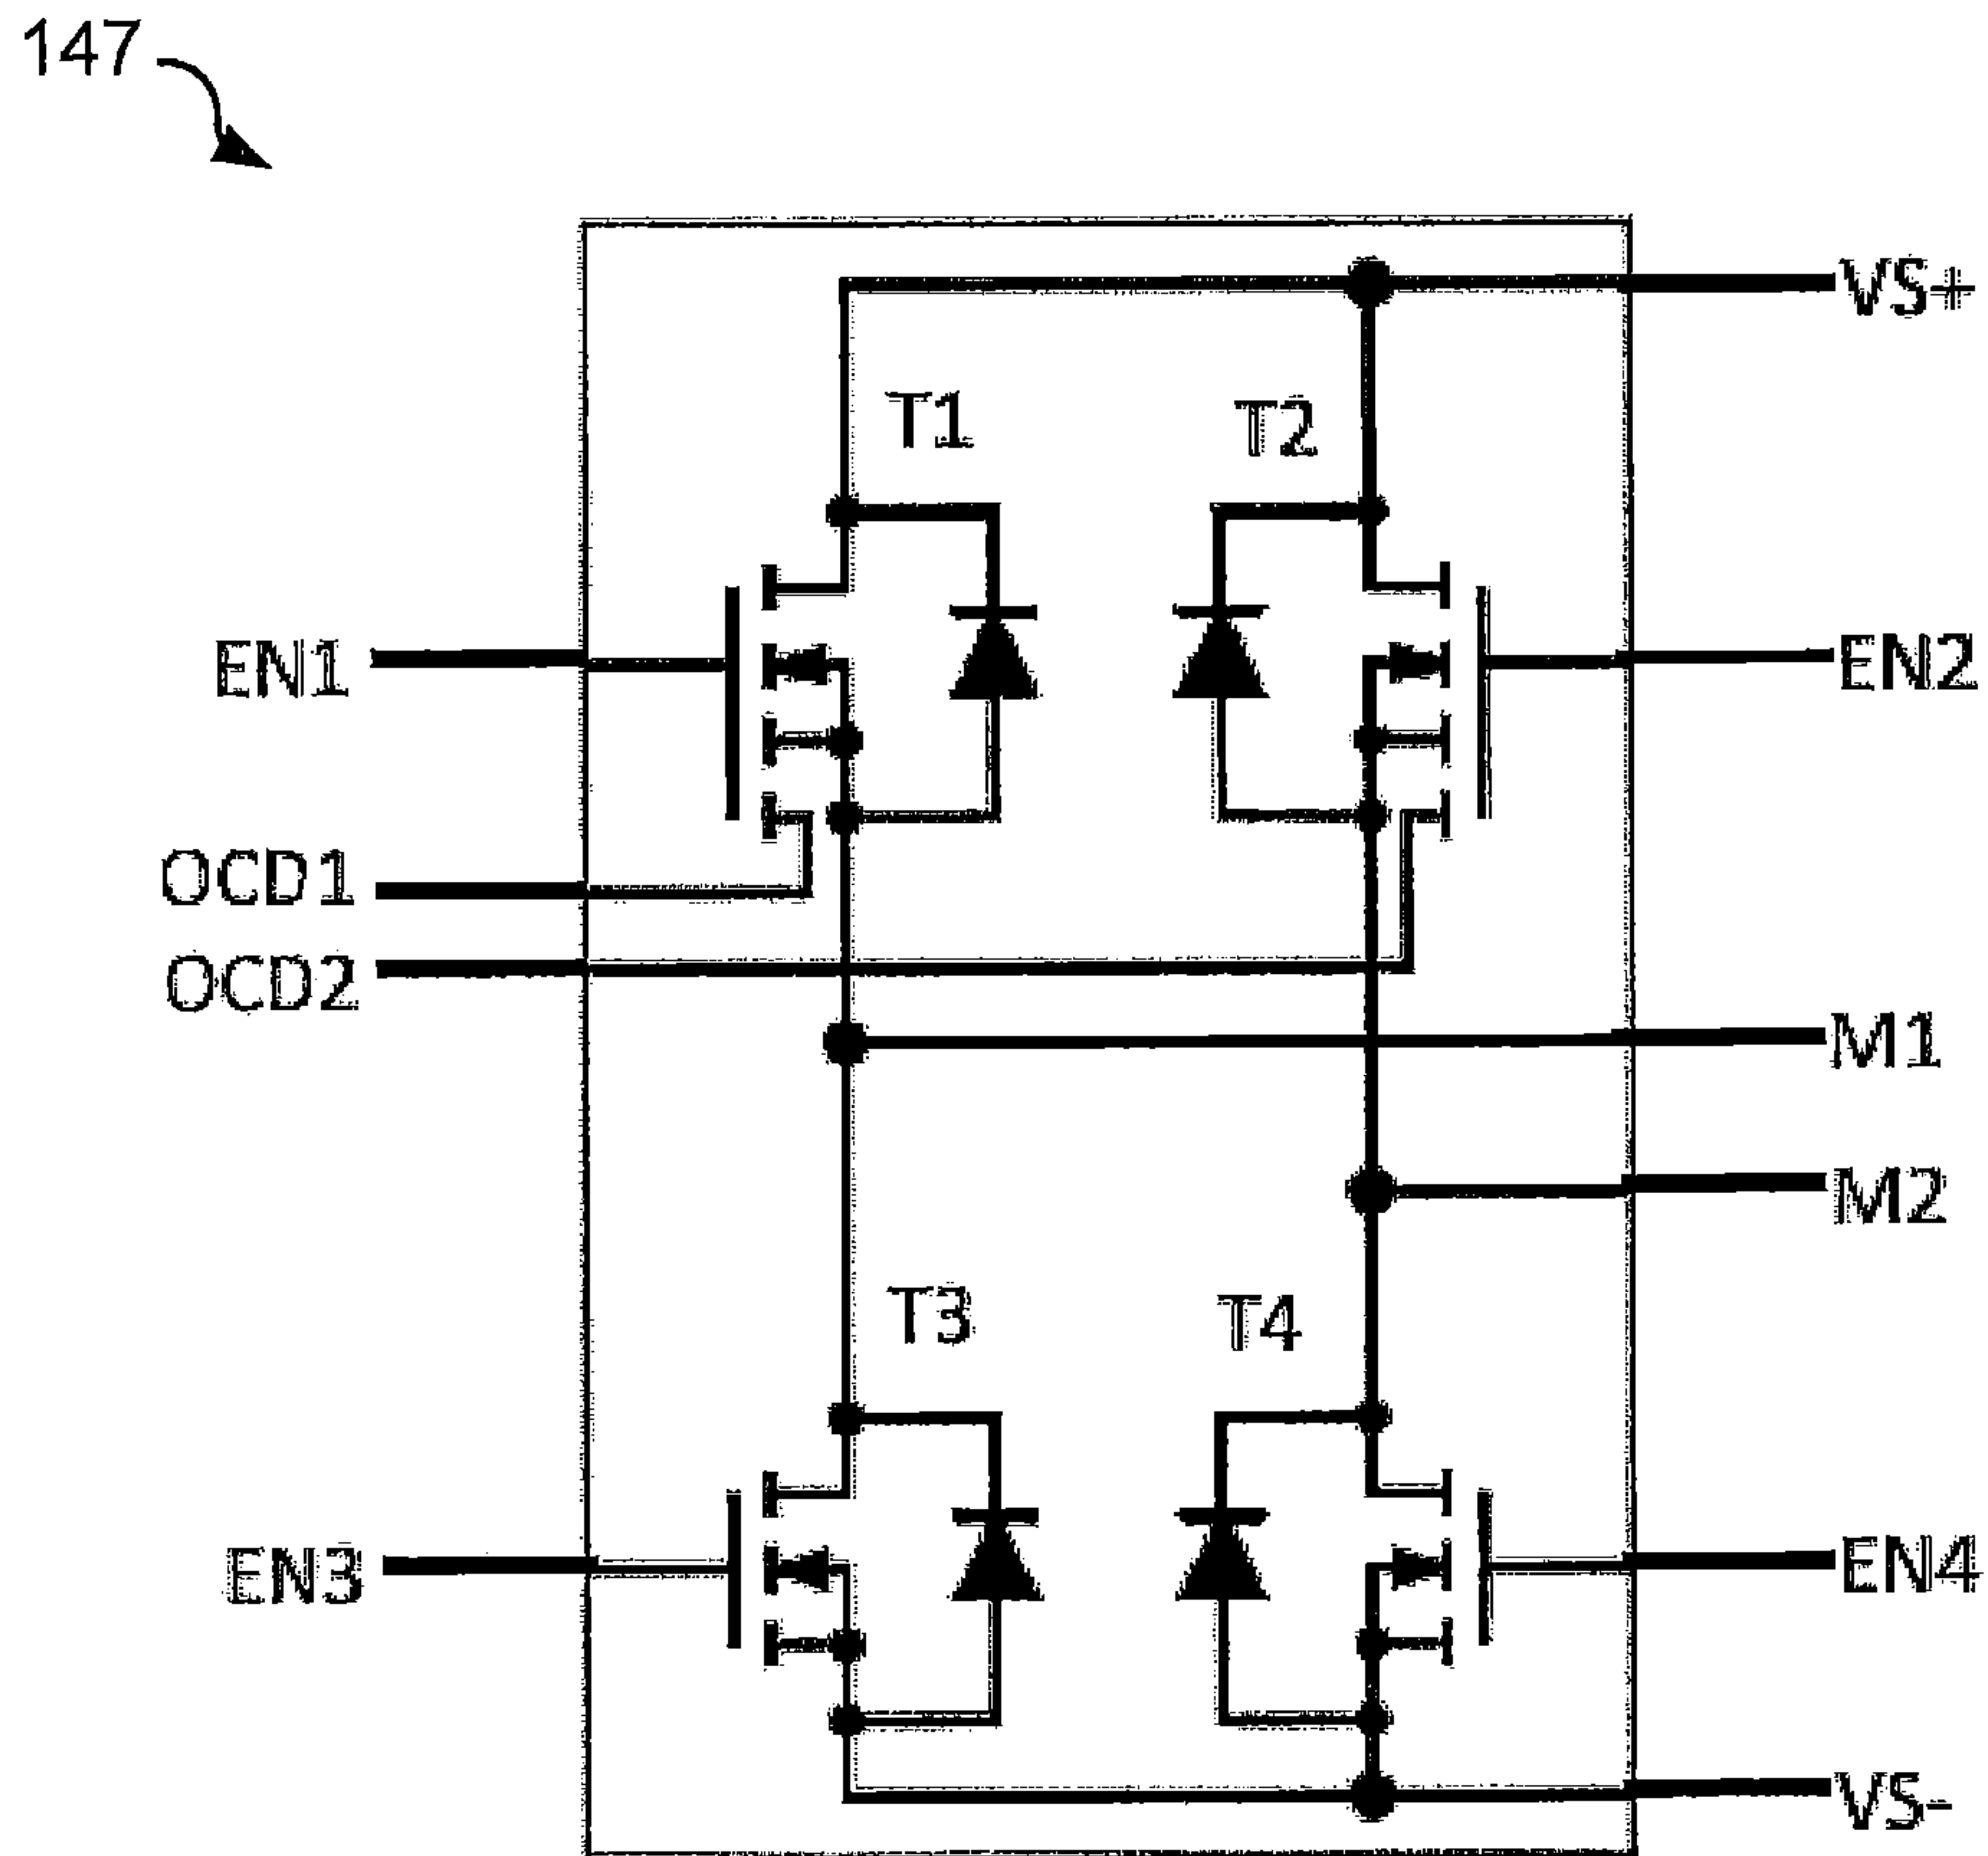 147
VS+
T1
T2
EN1
EN2
OCD1
OCD2
M1
M2
T3
T4
EN3
EN4
VS-